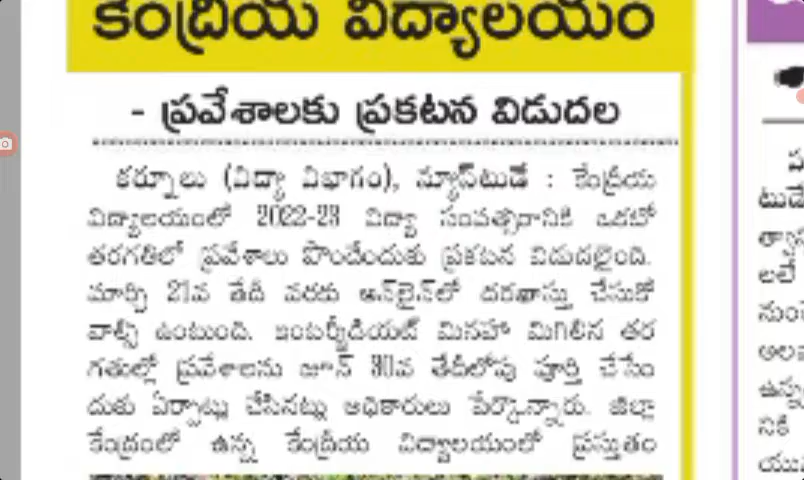 కేంద్రీయ విద్యాలయం
- ప్రవేశాలకు ప్రకటన విడుదల
కర్నూలు (విద్యా విభాగం), న్యూస్‌టుడే : కేంద్రీయ
విద్యాలయంలో 2022-23 విద్యా సంవత్సరానికి ఒకటో
తరగతిలో ప్రవేశాలు పొందేందుకు ప్రకటన విడుదలైంది.
మార్చి 21వ తేదీ వరకు ఆన్‌లైన్‌లో దరఖాస్తు చేసుకో
వాల్సి ఉంటుంది. ఇంటర్మీడియట్ మినహా మిగిలిన తర
గతుల్లో ప్రవేశాలను జూన్ 30వ తేదీలోపు పూర్తి చేసేం
దుకు ఏర్పాట్లు చేసినట్లు అధికారులు పేర్కొన్నారు. జిల్లా
కేంద్రంలో ఉన్న కేంద్రీయ విద్యాలయంలో ప్రస్తుతం